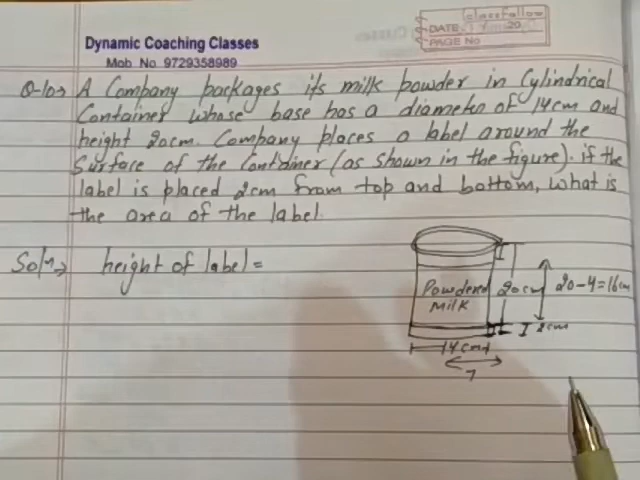 classfellow
DATE
20
PAGE No
Dynamic Coaching Classes
Mob No 9729358989
Q-10→ A Company packages its milk powder in Cylindrical
Container whose base has a diameter of 14cm and
height 20cm. Company places a label around the
Surface of the Container (as shown in the figure). if the
label is placed 2cm from top and bottom, what is
the area of the label.
Soln→ height of label =
Powdered
Milk
20cm
20-4=16cm
2cm
14cm
7